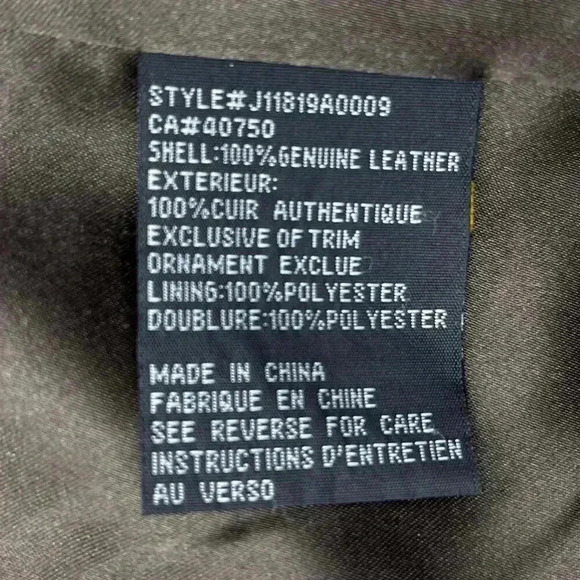 STYLE#J11819A0009
CA#40750
SHELL:100%GENUINE LEATHER
EXTERIEUR:
100%CUIR AUTHENTIQUE
EXCLUSIVE OF TRIM
ORNAMENT EXCLUE
LINING:100%POLYESTER
DOUBLURE:100%POLYESTER
MADE IN CHINA
FABRIQUE EN CHINE
SEE REVERSE FOR CARE
INSTRUCTIONS D'ENTRETIEN
AU VERSO